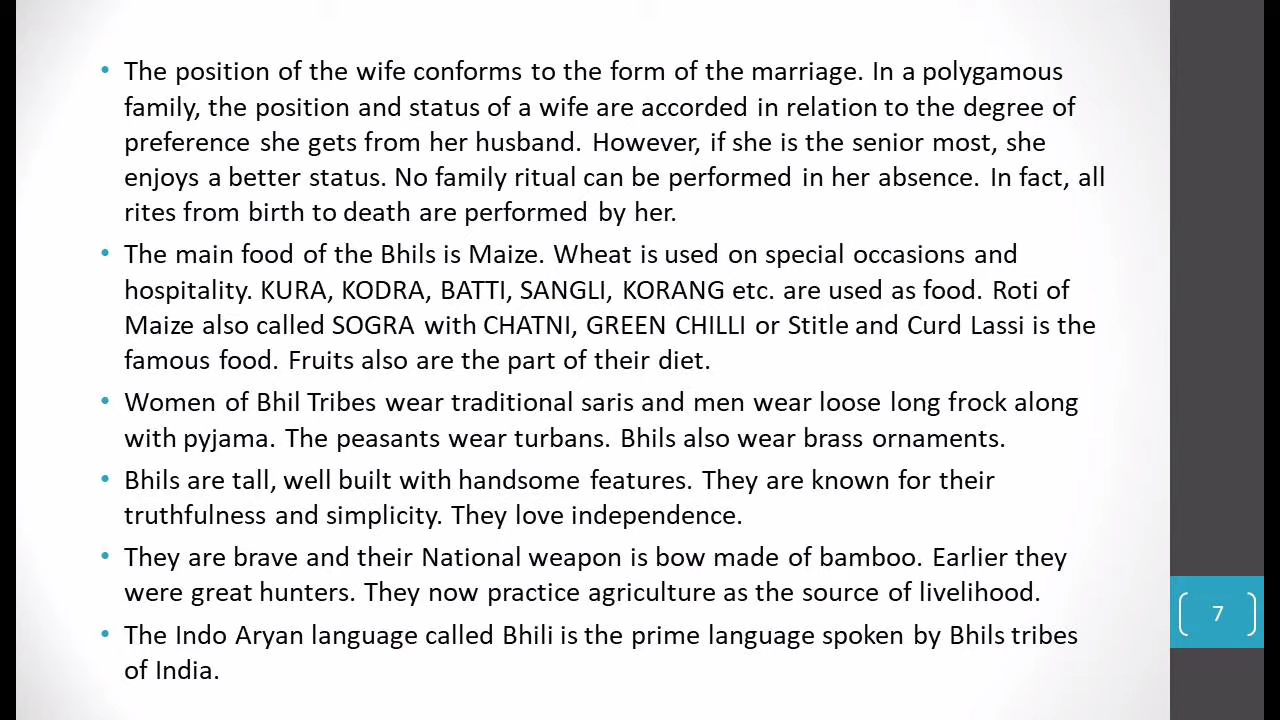 • The position of the wife conforms to the form of the marriage. In a polygamous
family, the position and status of a wife are accorded in relation to the degree of
preference she gets from her husband. However, if she is the senior most, she
enjoys a better status. No family ritual can be performed in her absence. In fact, all
rites from birth to death are performed by her.
• The main food of the Bhils is Maize. Wheat is used on special occasions and
hospitality. KURA, KODRA, BATTI, SANGLI, KORANG etc. are used as food. Roti of
Maize also called SOGRA with CHATNI, GREEN CHILLI or Stitle and Curd Lassi is the
famous food. Fruits also are the part of their diet.
• Women of Bhil Tribes wear traditional saris and men wear loose long frock along
with pyjama. The peasants wear turbans. Bhils also wear brass ornaments.
• Bhils are tall, well built with handsome features. They are known for their
truthfulness and simplicity. They love independence.
• They are brave and their National weapon is bow made of bamboo. Earlier they
were great hunters. They now practice agriculture as the source of livelihood.
• The Indo Aryan language called Bhili is the prime language spoken by Bhils tribes
of India.
7